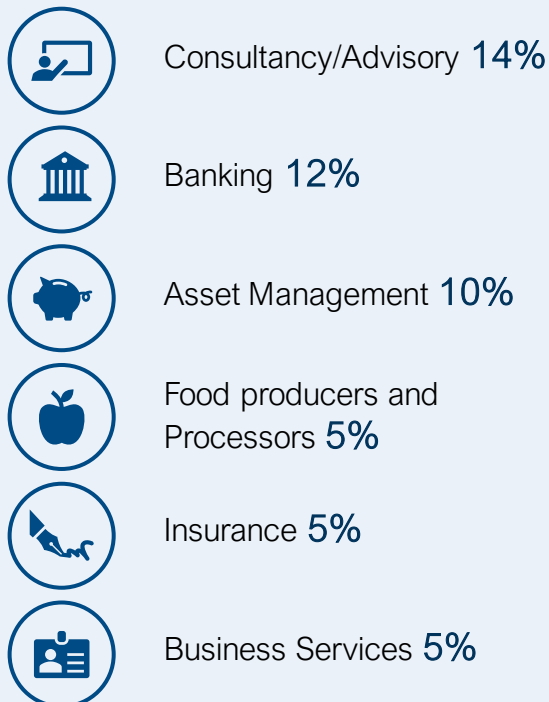 Consultancy/Advisory 14%
Banking 12%
Asset Management 10%
Food producers and
Processors 5%
Insurance 5%
Business Services 5%